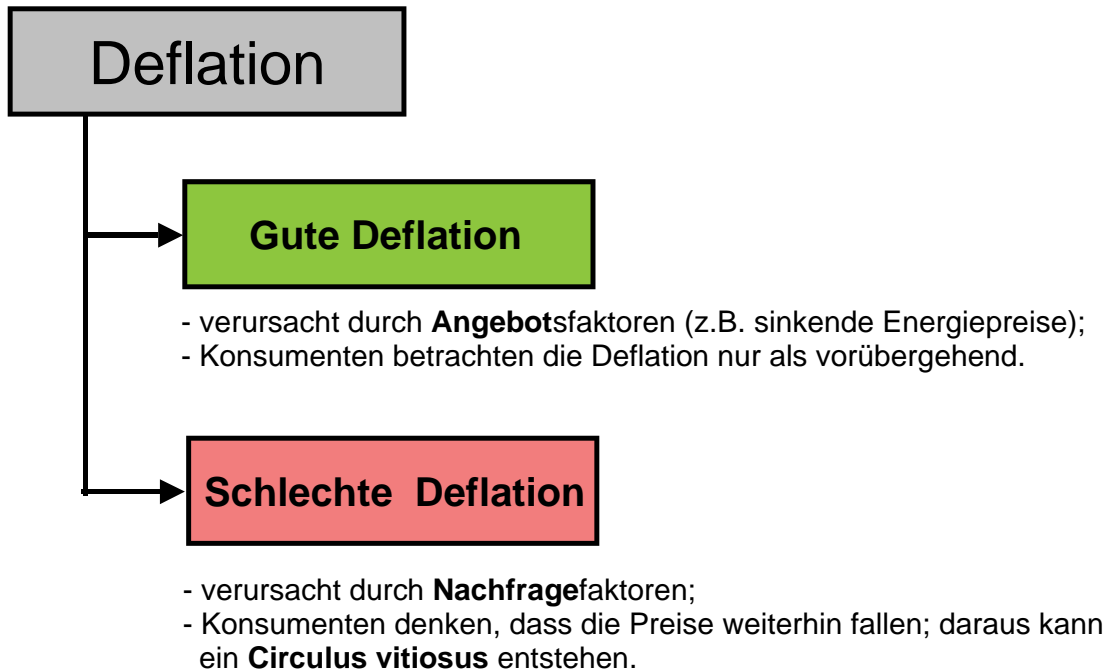 Deflation
Gute Deflation
- verursacht durch Angebotsfaktoren (z.B. sinkende Energiepreise);
- Konsumenten betrachten die Deflation nur als vorübergehend.
Schlechte Deflation
- verursacht durch Nachfragefaktoren;
- Konsumenten denken, dass die Preise weiterhin fallen; daraus kann
ein Circulus vitiosus entstehen.